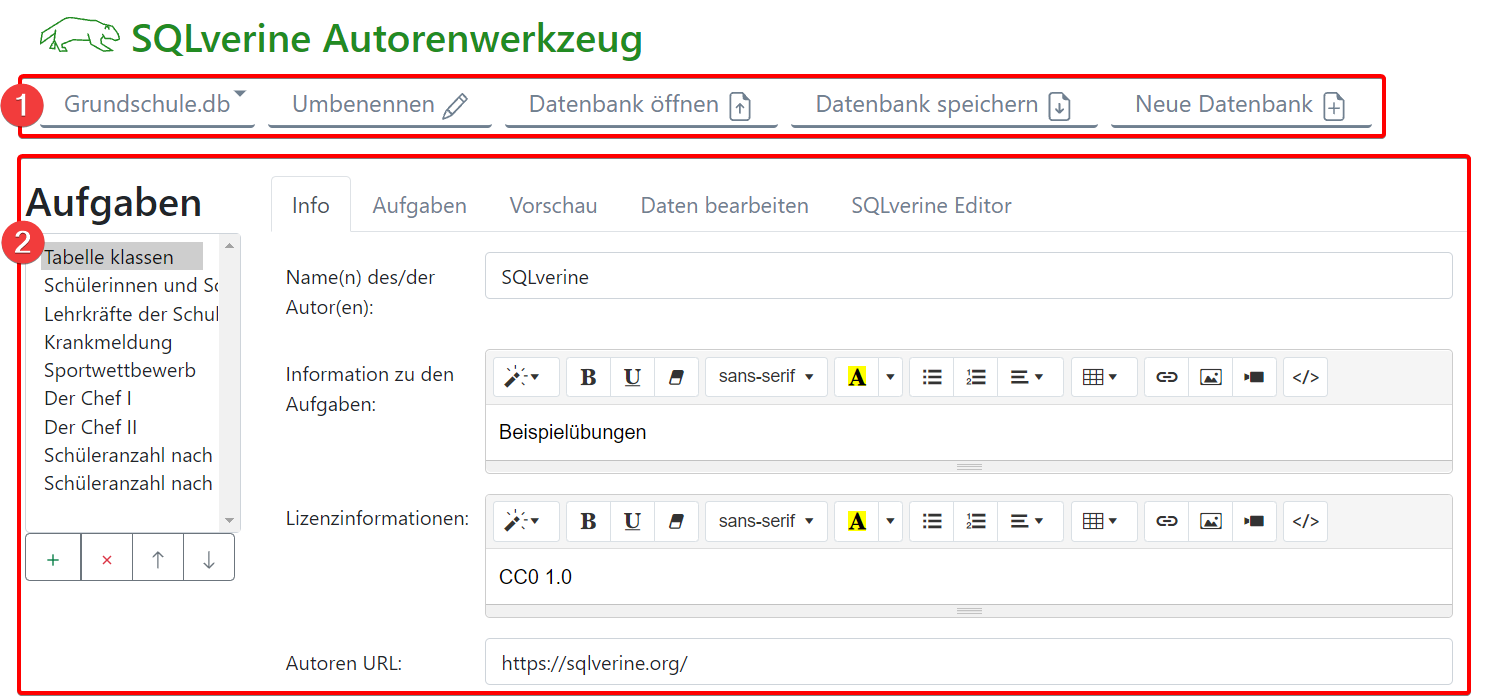 SQLverine Autorenwerkzeug
1
Grundschule.db Umbenennen Datenbank öffnen Datenbank speichern Neue Datenbank
2
Aufgaben
Tabelle klassen
Schülerinnen und Sc
Lehrkräfte der Schul
Krankmeldung
Sportwettbewerb
Der Chef I
Der Chef II
Schüleranzahl nach
Schüleranzahl nach
Info Aufgaben Vorschau Daten bearbeiten SQLverine Editor
Name(n) des/der
Autor(en):
SQLverine
Information zu den
Aufgaben:
B U sans-serif A </>
Beispielübungen
Lizenzinformationen:
B U sans-serif A </>
CC0 1.0
Autoren URL:
https://sqlverine.org/